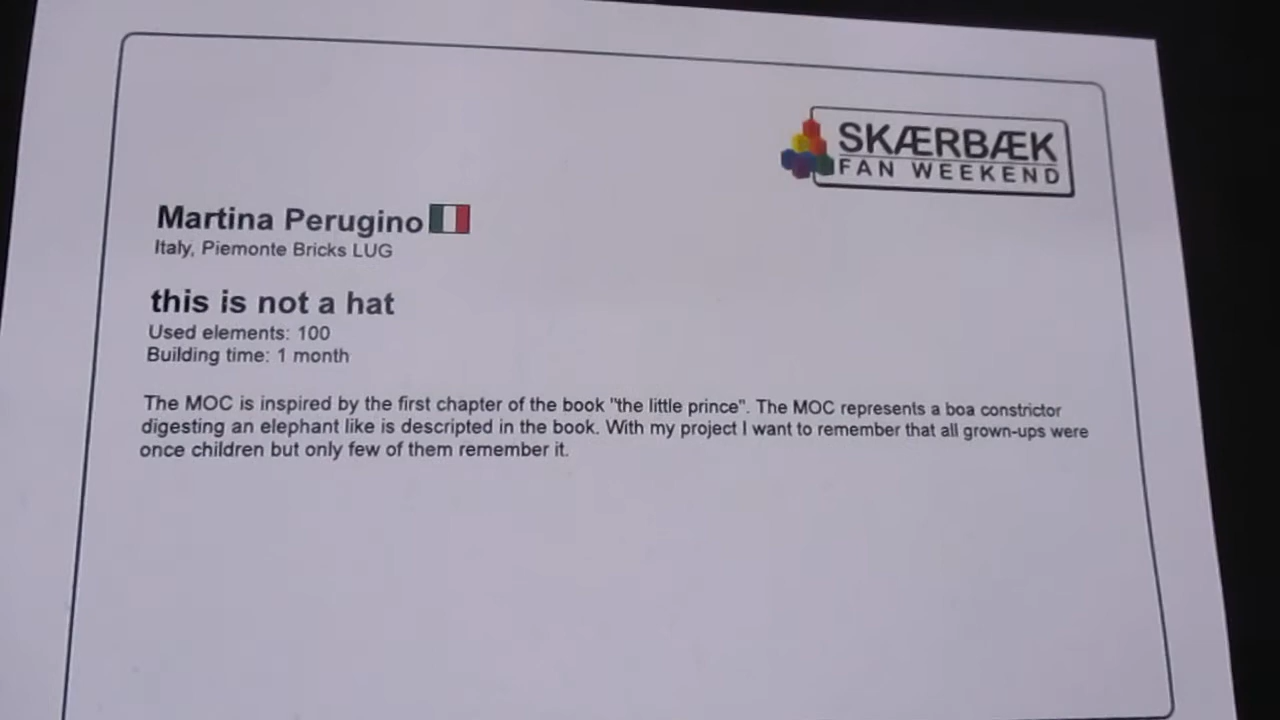 SKÆRBÆK
FAN WEEKEND
Martina Perugino
Italy, Piemonte Bricks LUG
this is not a hat
Used elements: 100
Building time: 1 month
The MOC is inspired by the first chapter of the book "the little prince". The MOC represents a boa constrictor
digesting an elephant like is descripted in the book. With my project I want to remember that all grown-ups were
once children but only few of them remember it.